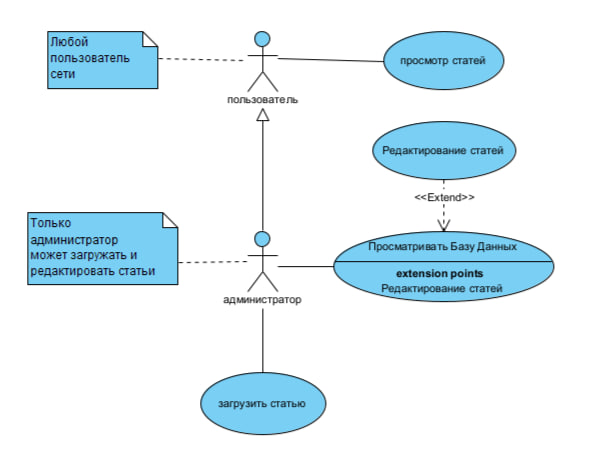 Любой
пользователь
сети
просмотр статей
пользователь
Редактирование статей
<<Extend>>
Только
администратор
может загружать и
редактировать статьи
Просматривать Базу Данных
extension points
Редактирование статей
администратор
загрузить статью